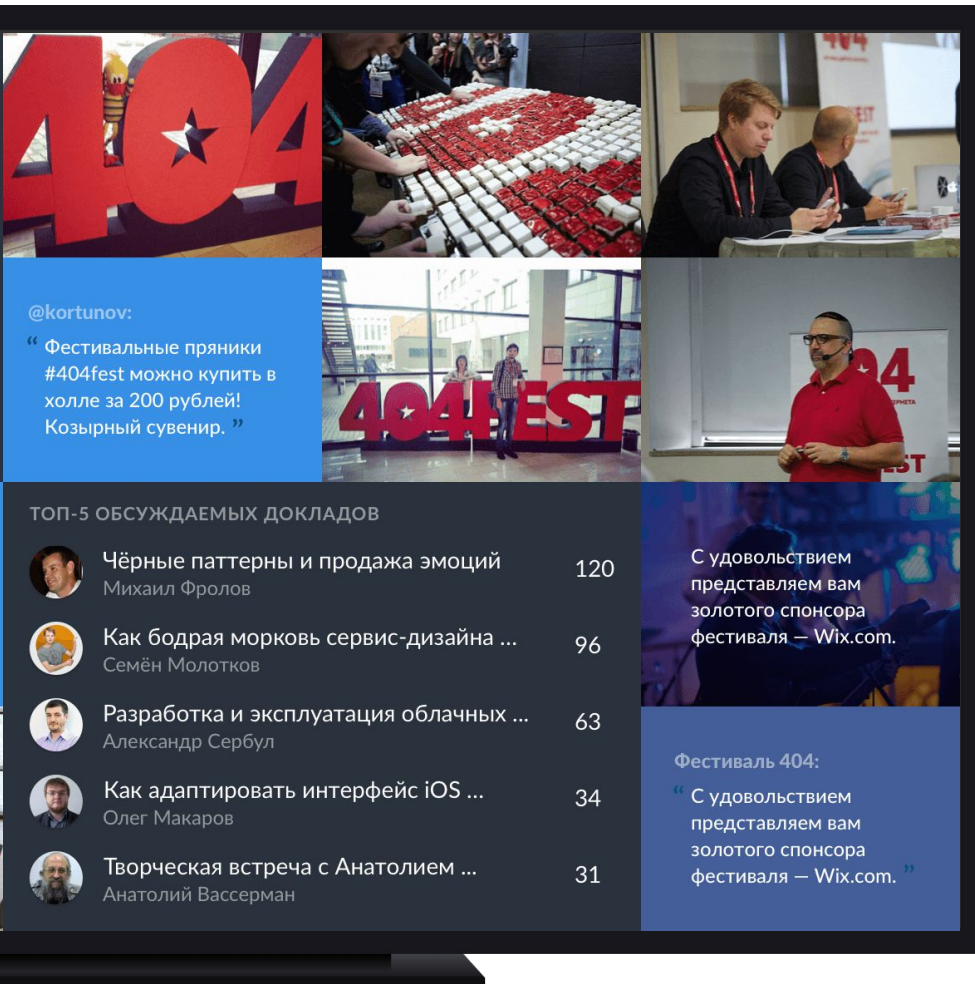 404
404
FEST
@kortunov:
“ Фестивальные пряники
#404fest можно купить в
холле за 200 рублей!
Козырный сувенир. ”
404FEST
404
ST
ТОП-5 ОБСУЖДАЕМЫХ ДОКЛАДОВ
Чёрные паттерны и продажа эмоций
120
Михаил Фролов
Как бодрая морковь сервис-дизайна ...
96
Семён Молотков
Разработка и эксплуатация облачных ...
63
Александр Сербул
Как адаптировать интерфейс iOS ...
34
Олег Макаров
Творческая встреча с Анатолием ...
31
Анатолий Вассерман
С удовольствием
представляем вам
золотого спонсора
фестиваля — Wix.com.
Фестиваль 404:
“ С удовольствием
представляем вам
золотого спонсора
фестиваля — Wix.com. ”